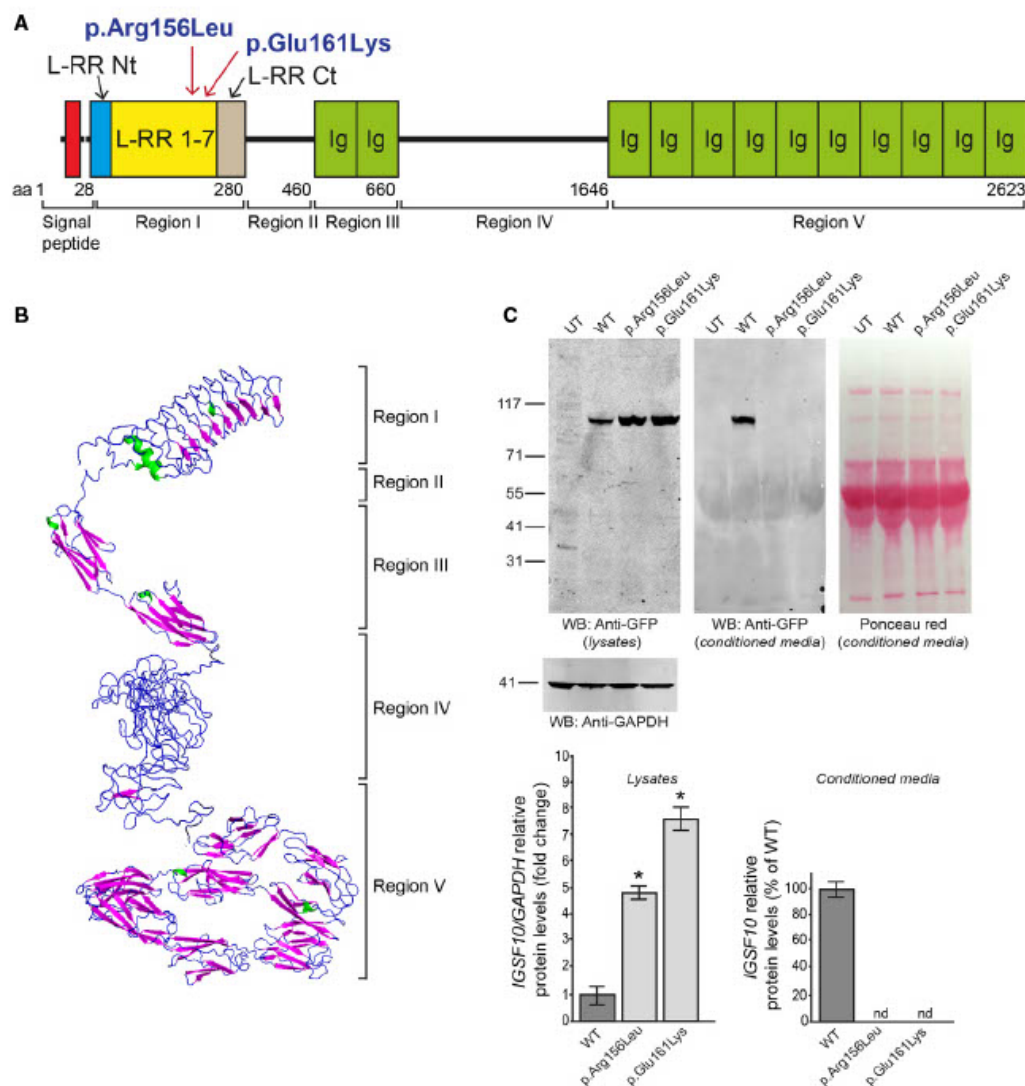 A
p.Arg156Leu
p.Glu161Lys
L-RR Nt
L-RR Ct
L-RR 1-7
Ig Ig
Ig Ig Ig Ig Ig Ig Ig Ig Ig Ig
aa 1 28 280 460 660 1646 2623
Signal peptide
Region I
Region II
Region III
Region IV
Region V
B
Region I
Region II
Region III
Region IV
Region V
C
UT WT p.Arg156Leu p.Glu161Lys
UT WT p.Arg156Leu p.Glu161Lys
UT WT p.Arg156Leu p.Glu161Lys
117
71
55
41
31
WB: Anti-GFP
(lysates)
WB: Anti-GFP
(conditioned media)
Ponceau red
(conditioned media)
41
WB: Anti-GAPDH
IGSF10/GAPDH relative
protein levels (fold change)
Lysates
10
9
8
7
6
5
4
3
2
1
0
*
*
WT
p.Arg156Leu
p.Glu161Lys
IGSF10 relative
protein levels (% of WT)
Conditioned media
100
80
60
40
20
0
nd nd
WT
p.Arg156Leu
p.Glu161Lys